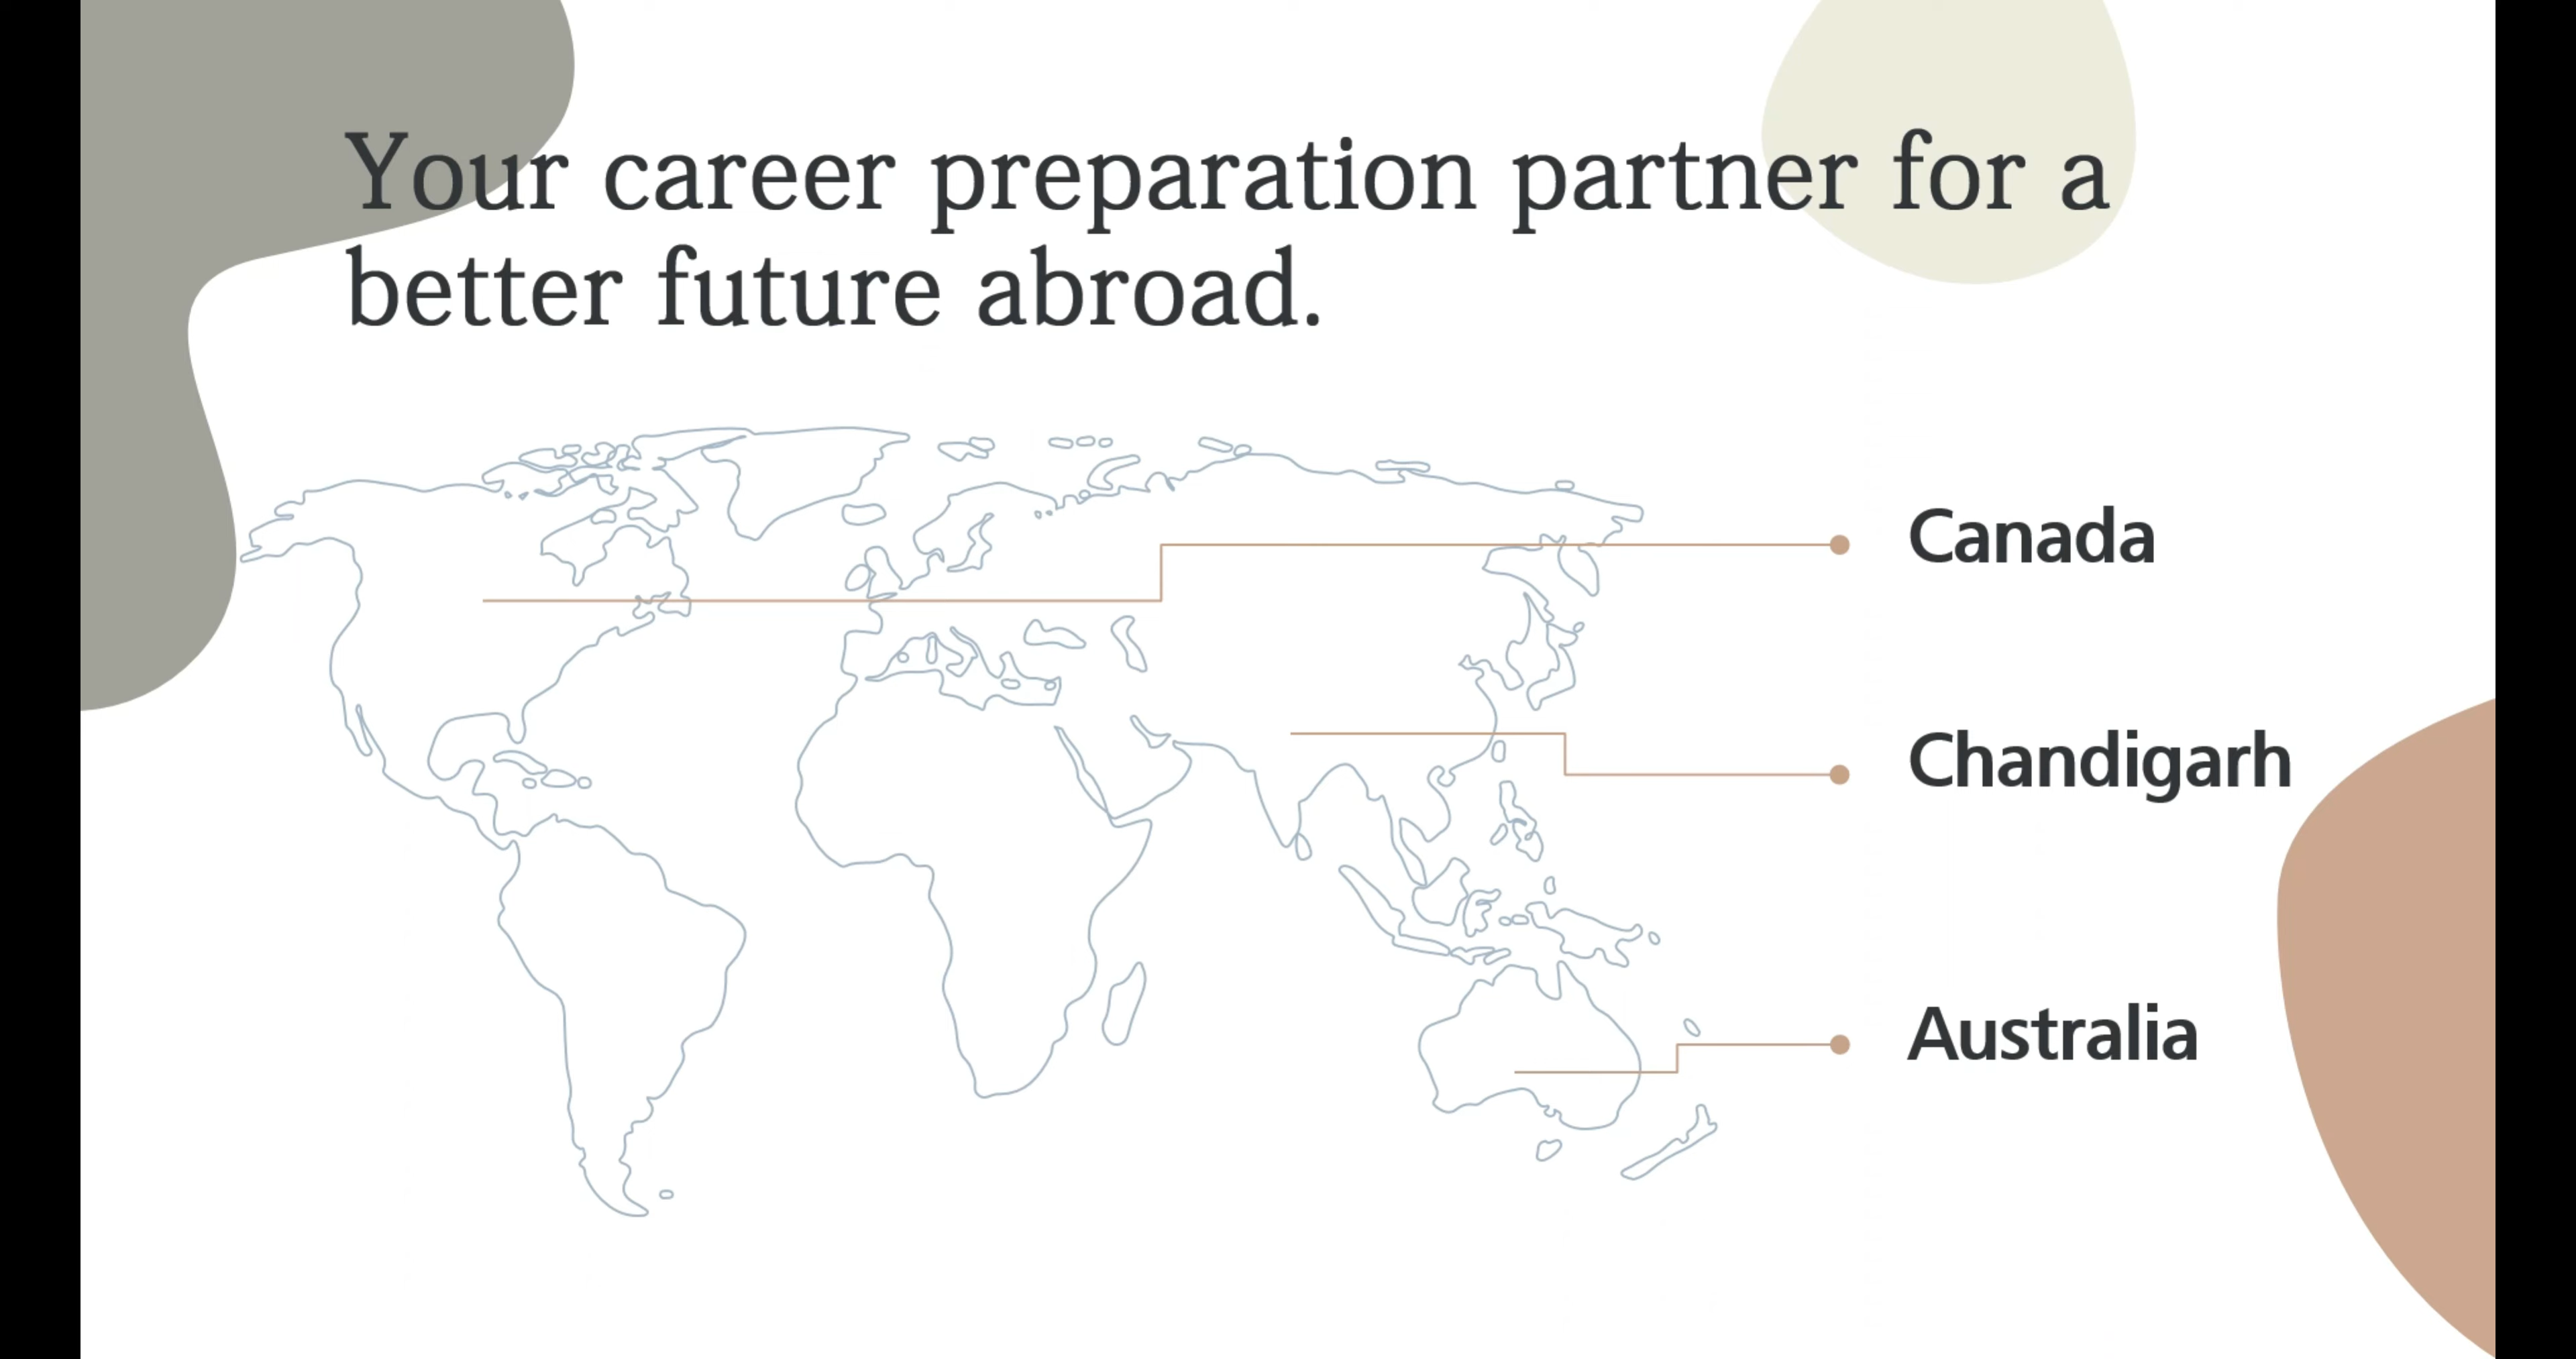 Your career preparation partner for a
better future abroad.
Canada
Chandigarh
Australia